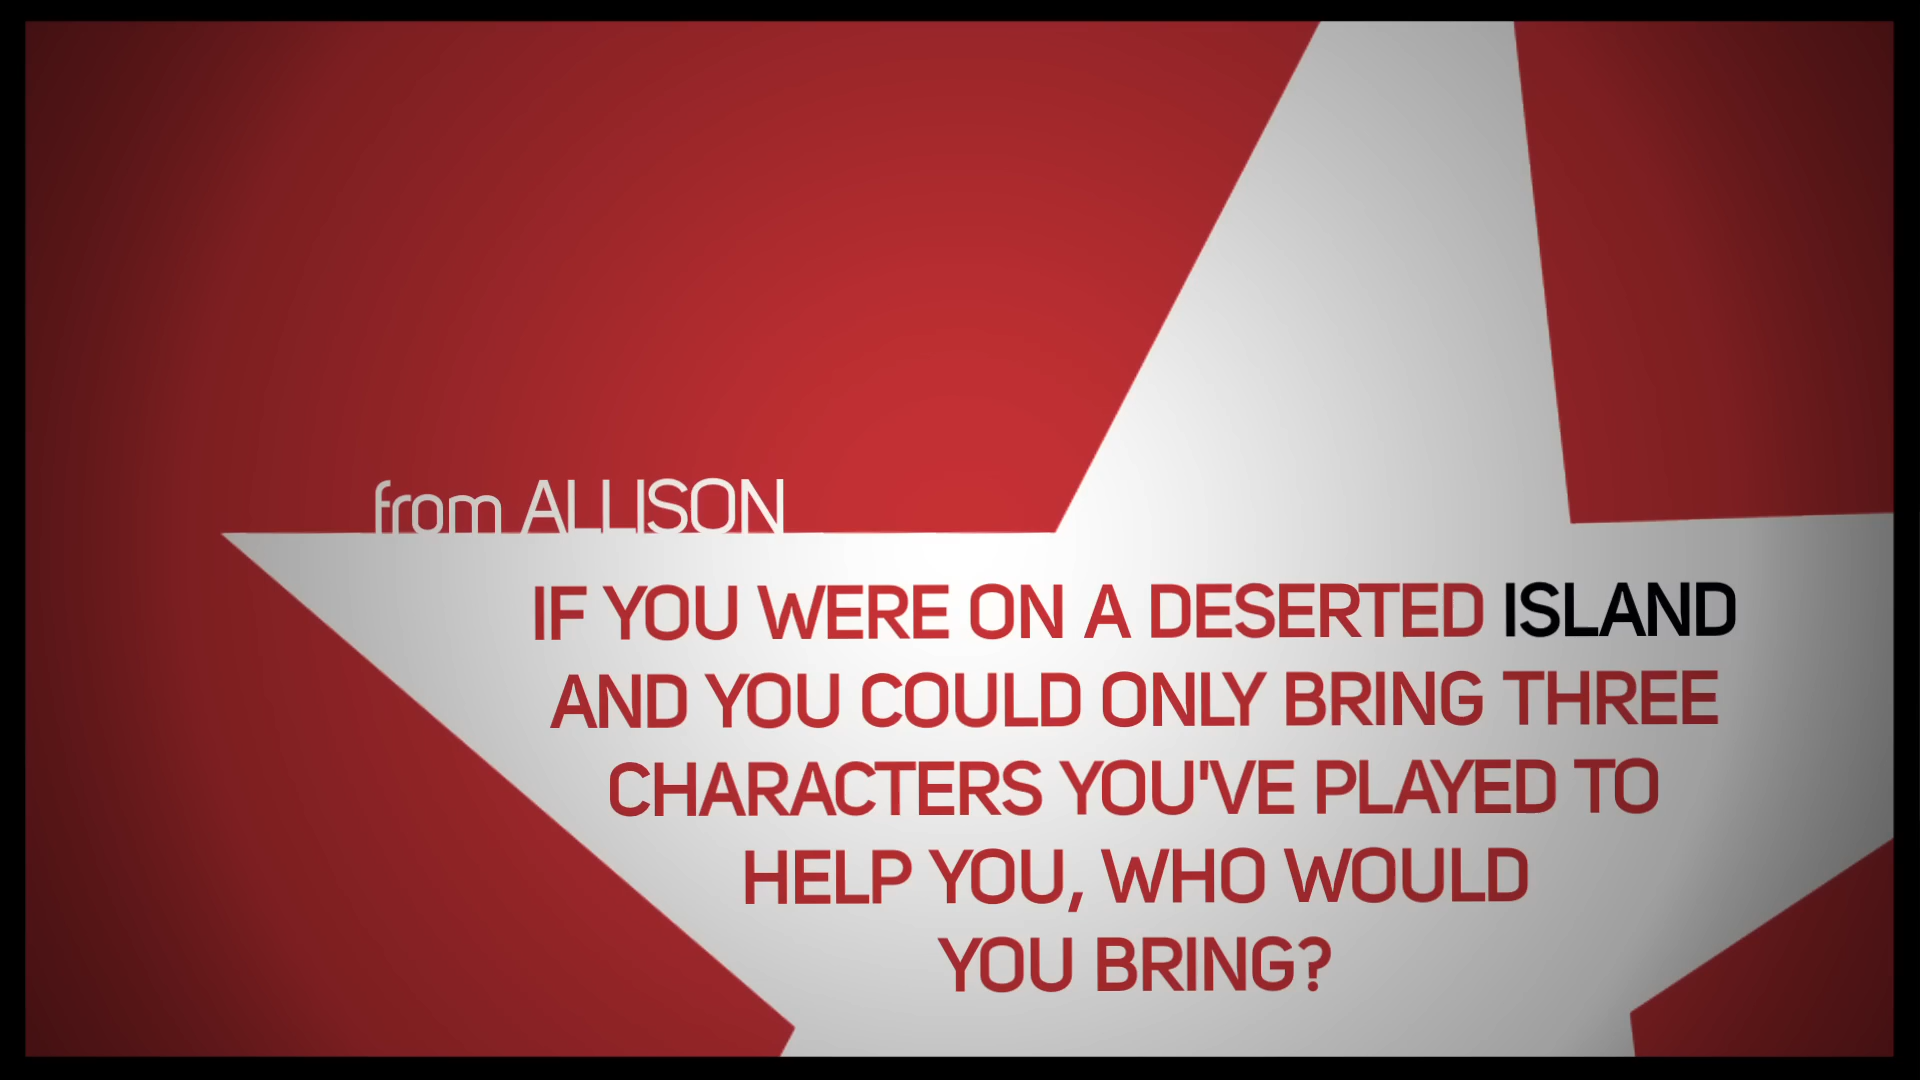 from ALLISON
IF YOU WERE ON A DESERTED ISLAND
AND YOU COULD ONLY BRING THREE
CHARACTERS YOU'VE PLAYED TO
HELP YOU, WHO WOULD
YOU BRING?